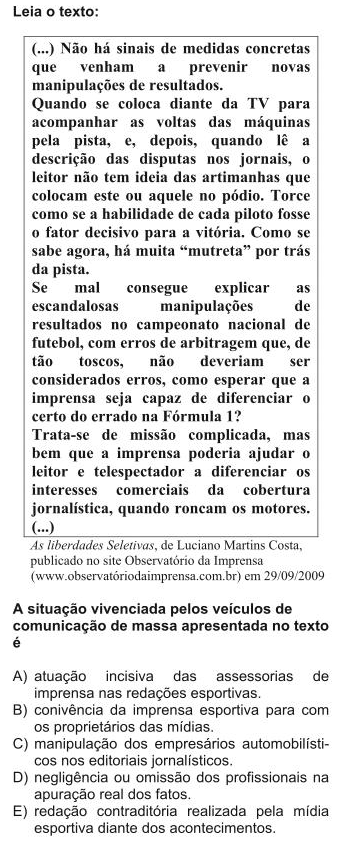 Leia o texto:
(...) Não há sinais de medidas concretas
que venham a prevenir novas
manipulações de resultados.
Quando se coloca diante da TV para
acompanhar as voltas das máquinas
pela pista, e, depois, quando lê a
descrição das disputas nos jornais, o
leitor não tem ideia das artimanhas que
colocam este ou aquele no pódio. Torce
como se a habilidade de cada piloto fosse
o fator decisivo para a vitória. Como se
sabe agora, há muita “mutreta” por trás
da pista.
Se mal consegue explicar as
escandalosas manipulações de
resultados no campeonato nacional de
futebol, com erros de arbitragem que, de
tão toscos, não deveriam ser
considerados erros, como esperar que a
imprensa seja capaz de diferenciar o
certo do errado na Fórmula 1?
Trata-se de missão complicada, mas
bem que a imprensa poderia ajudar o
leitor e telespectador a diferenciar os
interesses comerciais da cobertura
jornalística, quando roncam os motores.
(...)
As liberdades Seletivas, de Luciano Martins Costa,
publicado no site Observatório da Imprensa
(www.observatóriodaimprensa.com.br) em 29/09/2009
A situação vivenciada pelos veículos de
comunicação de massa apresentada no texto
é
A) atuação incisiva das assessorias de
imprensa nas redações esportivas.
B) conivência da imprensa esportiva para com
os proprietários das mídias.
C) manipulação dos empresários automobilísti-
cos nos editoriais jornalísticos.
D) negligência ou omissão dos profissionais na
apuração real dos fatos.
E) redação contraditória realizada pela mídia
esportiva diante dos acontecimentos.